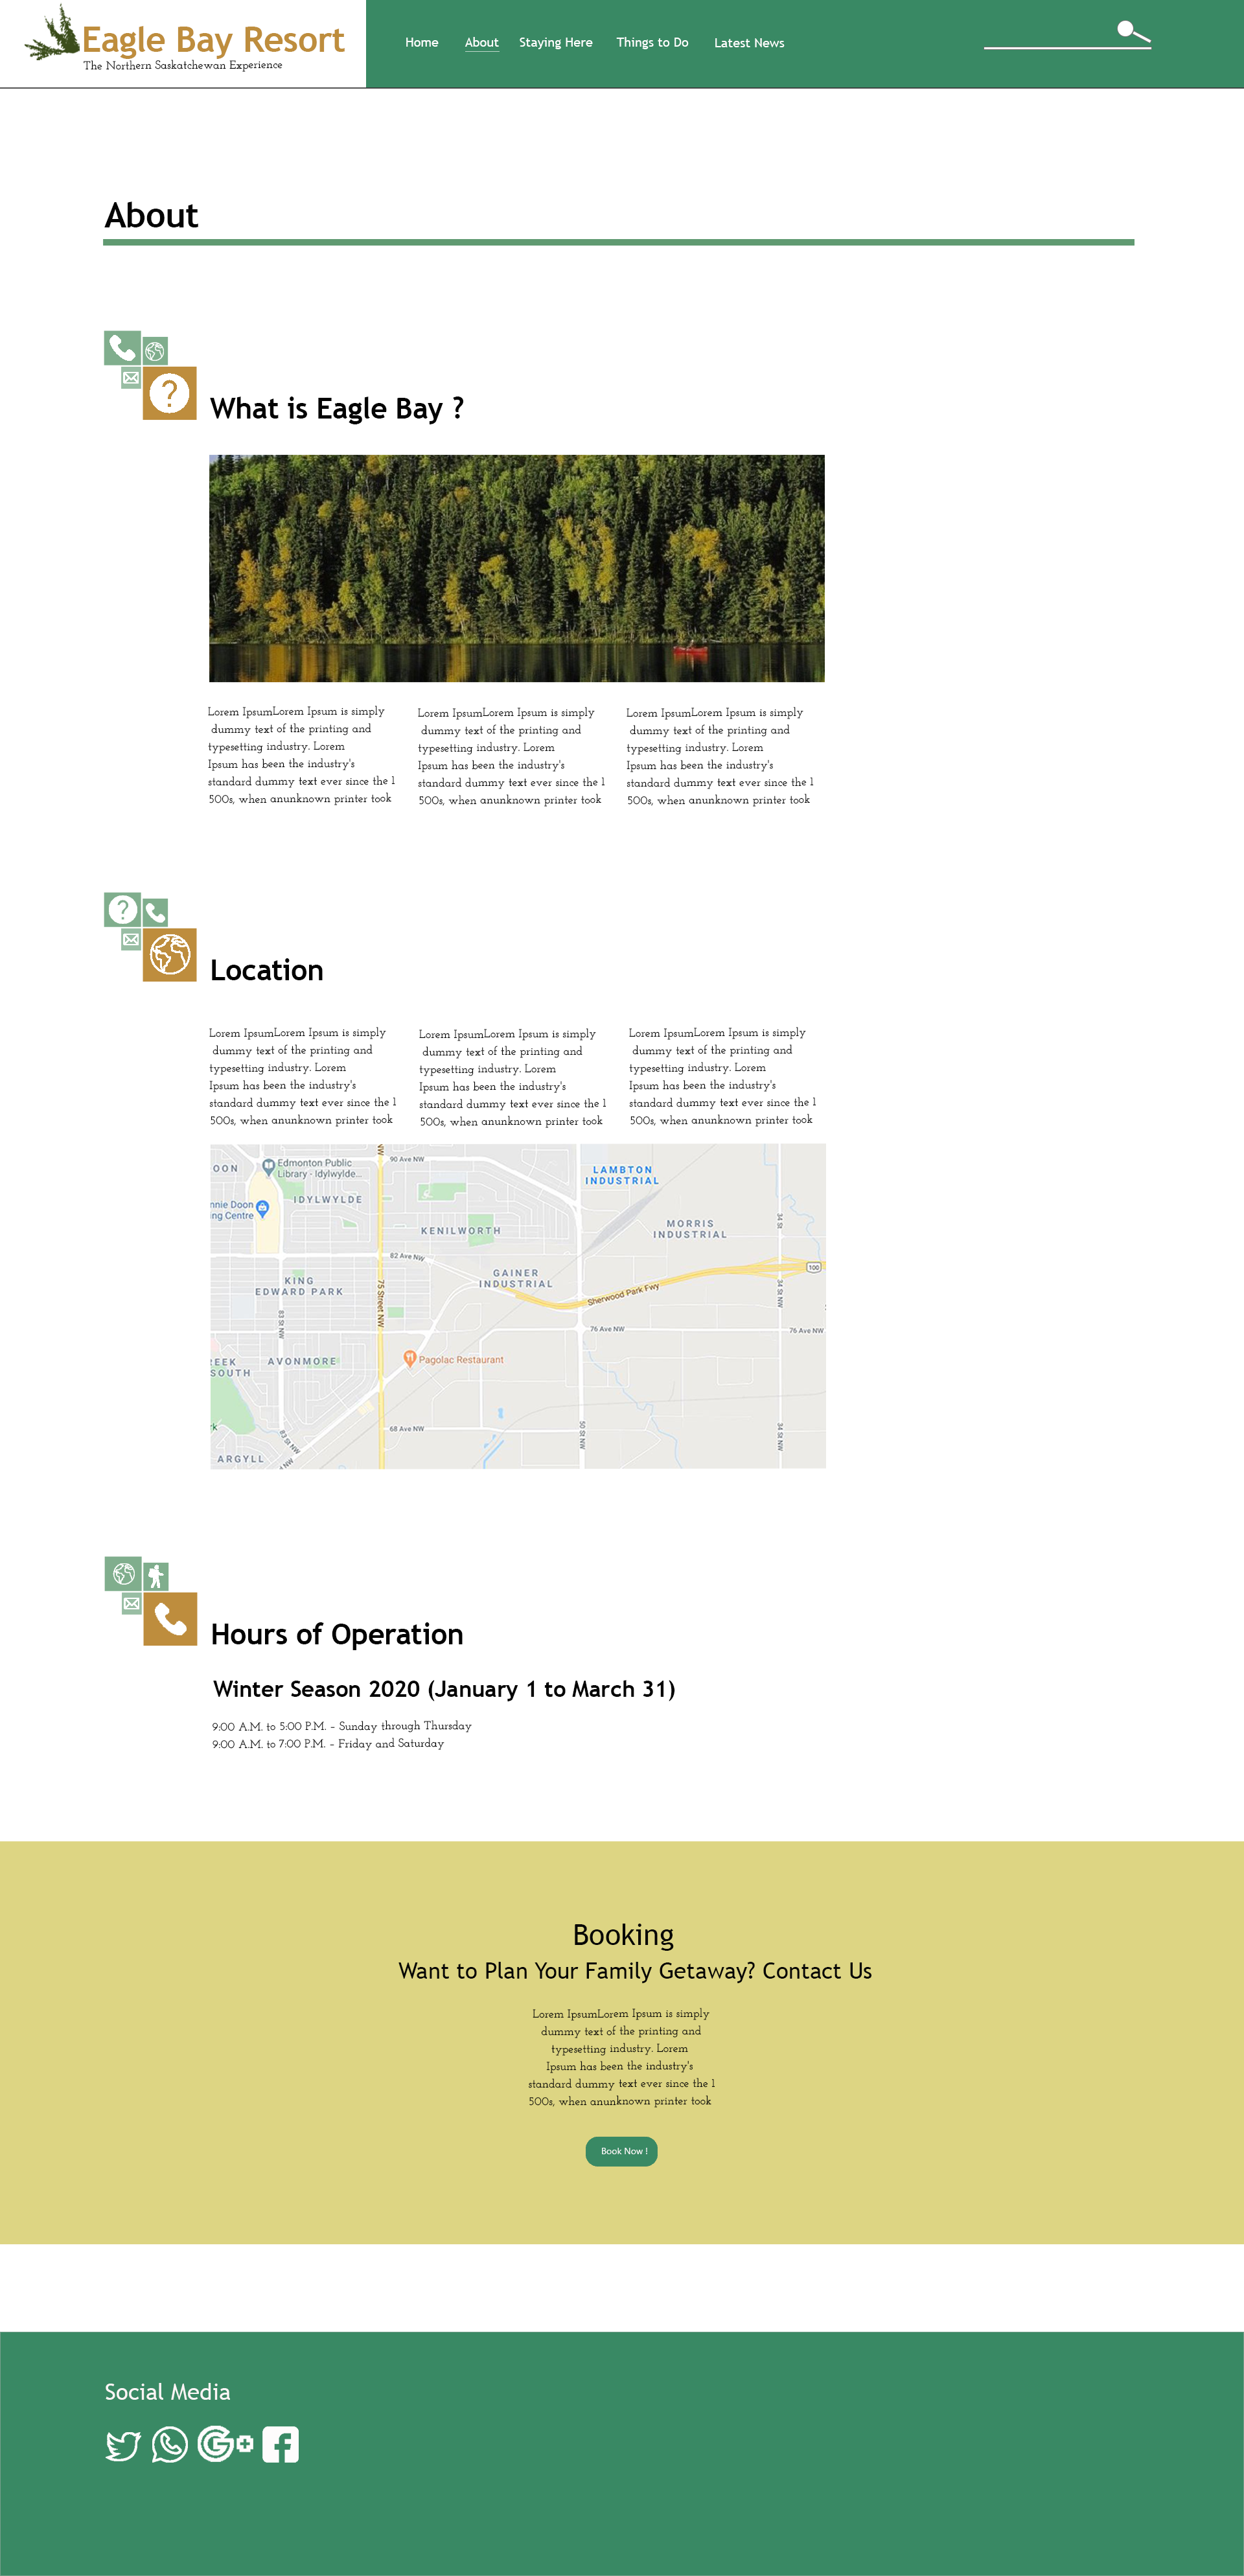 Eagle Bay Resort
The Northern Saskatchewan Experience
Home About Staying Here Things to Do Latest News
About
What is Eagle Bay ?
Lorem IpsumLorem Ipsum is simply
dummy text of the printing and
typesetting industry. Lorem
Ipsum has been the industry's
standard dummy text ever since the 1
500s, when anunknown printer took
Lorem IpsumLorem Ipsum is simply
dummy text of the printing and
typesetting industry. Lorem
Ipsum has been the industry's
standard dummy text ever since the 1
500s, when anunknown printer took
Lorem IpsumLorem Ipsum is simply
dummy text of the printing and
typesetting industry. Lorem
Ipsum has been the industry's
standard dummy text ever since the 1
500s, when anunknown printer took
Location
Lorem IpsumLorem Ipsum is simply
dummy text of the printing and
typesetting industry. Lorem
Ipsum has been the industry's
standard dummy text ever since the 1
500s, when anunknown printer took
Lorem IpsumLorem Ipsum is simply
dummy text of the printing and
typesetting industry. Lorem
Ipsum has been the industry's
standard dummy text ever since the 1
500s, when anunknown printer took
Lorem IpsumLorem Ipsum is simply
dummy text of the printing and
typesetting industry. Lorem
Ipsum has been the industry's
standard dummy text ever since the 1
500s, when anunknown printer took
NW
90 Ave NW
OON
Edmonton Public
Library - Idylwylde...
LAMBTON
INDUSTRIAL
IDYLWYLDE
nnie Doon
ng Centre
KENILWORTH
MORRIS
INDUSTRIAL
34 St
82 Ave NW
100
GAINER
INDUSTRIAL
KING
EDWARD PARK
75 Street NW
Sherwood Park Fwy
34 St NW
83 St NW
76 Ave NW
76 Ave NW
REEK
SOUTH
AVONMORE
Pagolac Restaurant
rk
68 Ave NW
50 St NW
34 St NW
83 St NW
ARGYLL
NW
Hours of Operation
Winter Season 2020 (January 1 to March 31)
9:00 A.M. to 5:00 P.M. - Sunday through Thursday
9:00 A.M. to 7:00 P.M. - Friday and Saturday
Booking
Want to Plan Your Family Getaway? Contact Us
Lorem IpsumLorem Ipsum is simply
dummy text of the printing and
typesetting industry. Lorem
Ipsum has been the industry's
standard dummy text ever since the 1
500s, when anunknown printer took
Book Now !
Social Media